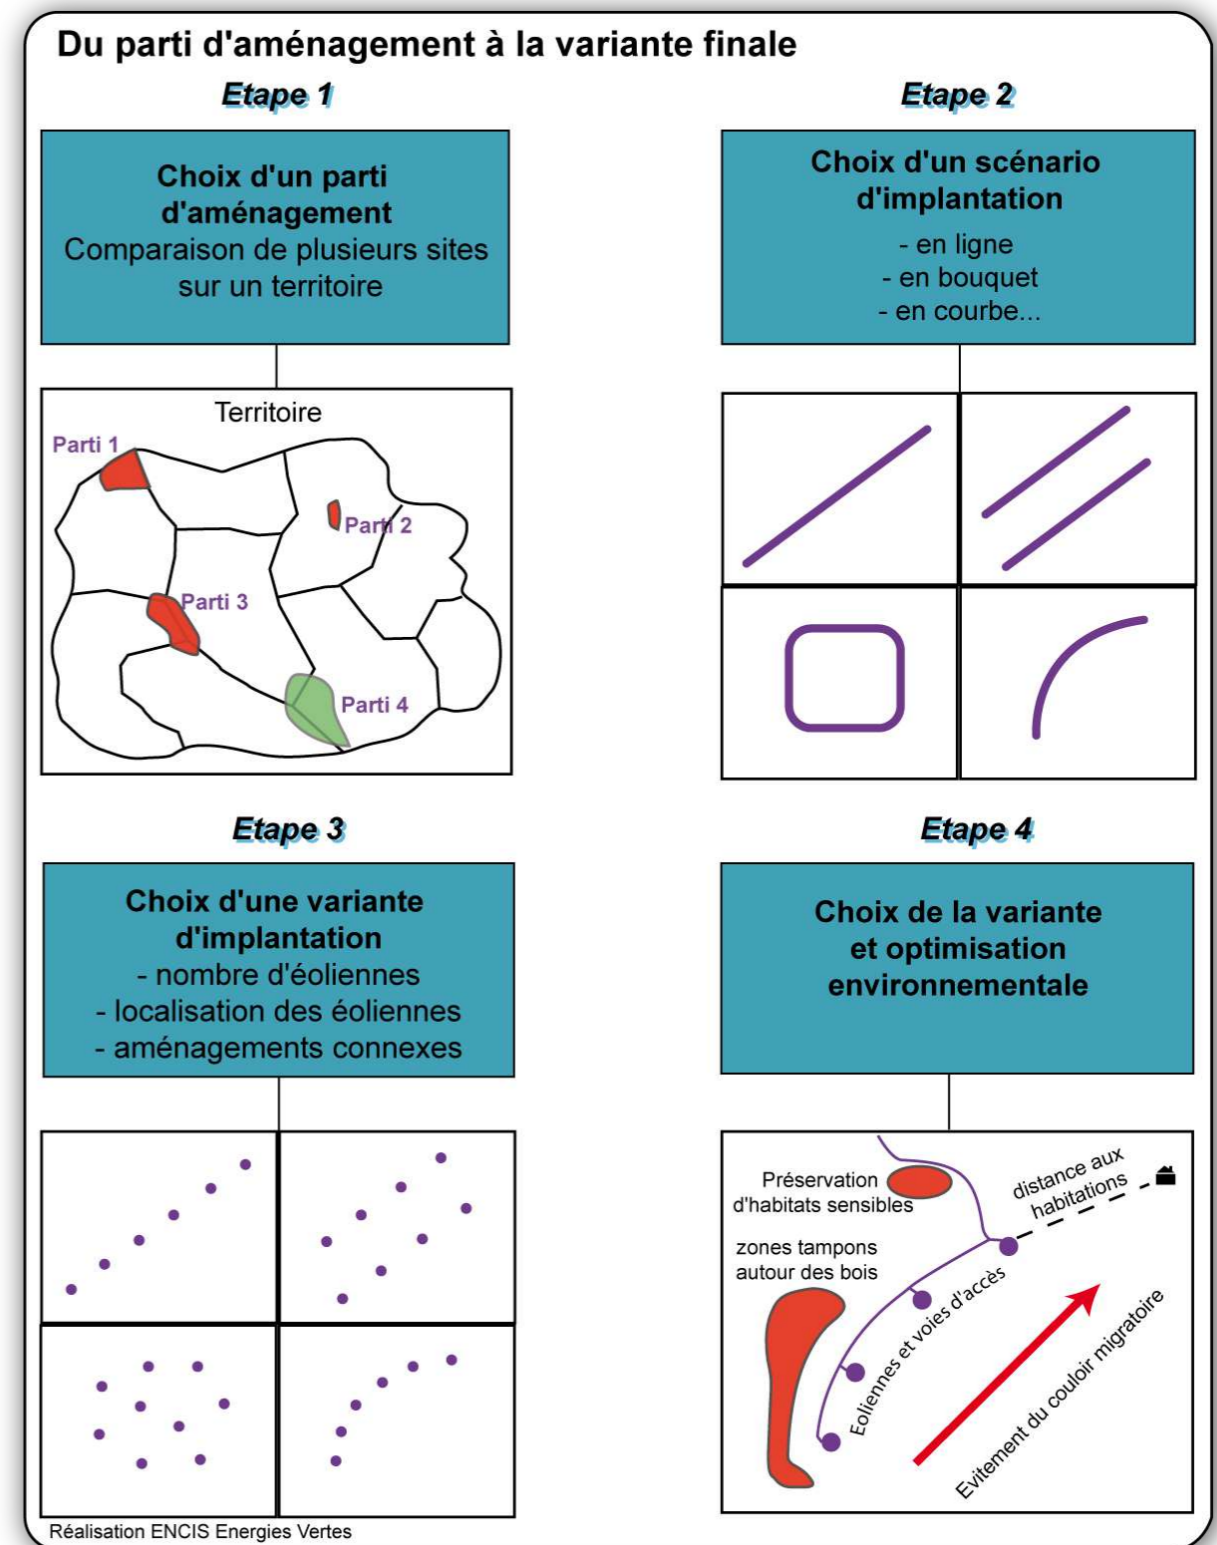 Du parti d'aménagement à la variante finale
Etape 1
Choix d'un parti
d'aménagement
Comparaison de plusieurs sites
sur un territoire
Territoire
Parti 1
Parti 2
Parti 3
Parti 4
Etape 2
Choix d'un scénario
d'implantation
- en ligne
- en bouquet
- en courbe...
Etape 3
Choix d'une variante
d'implantation
- nombre d'éoliennes
- localisation des éoliennes
- aménagements connexes
Etape 4
Choix de la variante
et optimisation
environnementale
Préservation
d'habitats sensibles
distance aux
habitations
zones tampons
autour des bois
Eoliennes et voies d'accès
Evitement du couloir migratoire
Réalisation ENCIS Energies Vertes